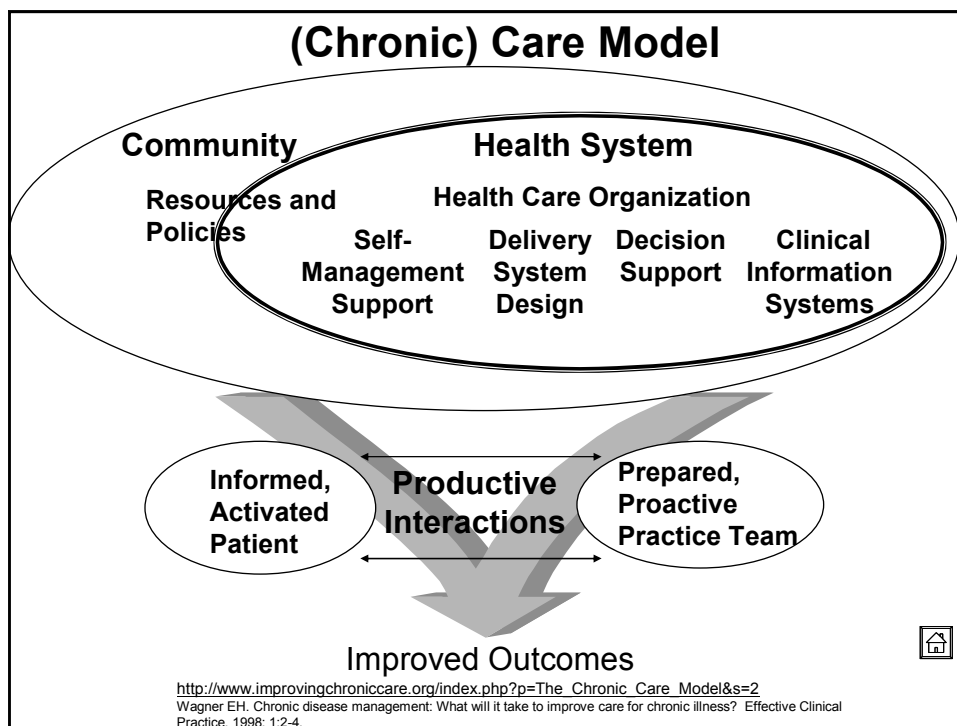 (Chronic) Care Model
Community
Health System
Resources and
Policies
Health Care Organization
Self-
Management
Support
Delivery
System
Design
Decision
Support
Clinical
Information
Systems
Informed,
Activated
Patient
Productive
Interactions
Prepared,
Proactive
Practice Team
Improved Outcomes
http://www.improvingchroniccare.org/index.php?p=The_Chronic_Care_Model&s=2
Wagner EH. Chronic disease management: What will it take to improve care for chronic illness? Effective Clinical
Practice. 1998; 1:2-4.